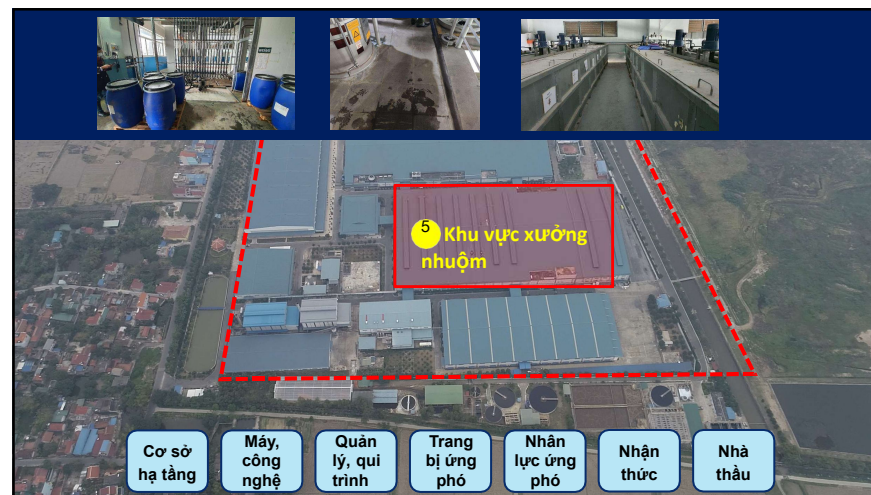 5 Khu vực xưởng
nhuộm
Cơ sở
hạ tầng
Máy,
công
nghệ
Quản
lý, qui
trình
Trang
bị ứng
phó
Nhân
lực ứng
phó
Nhận
thức
Nhà
thầu